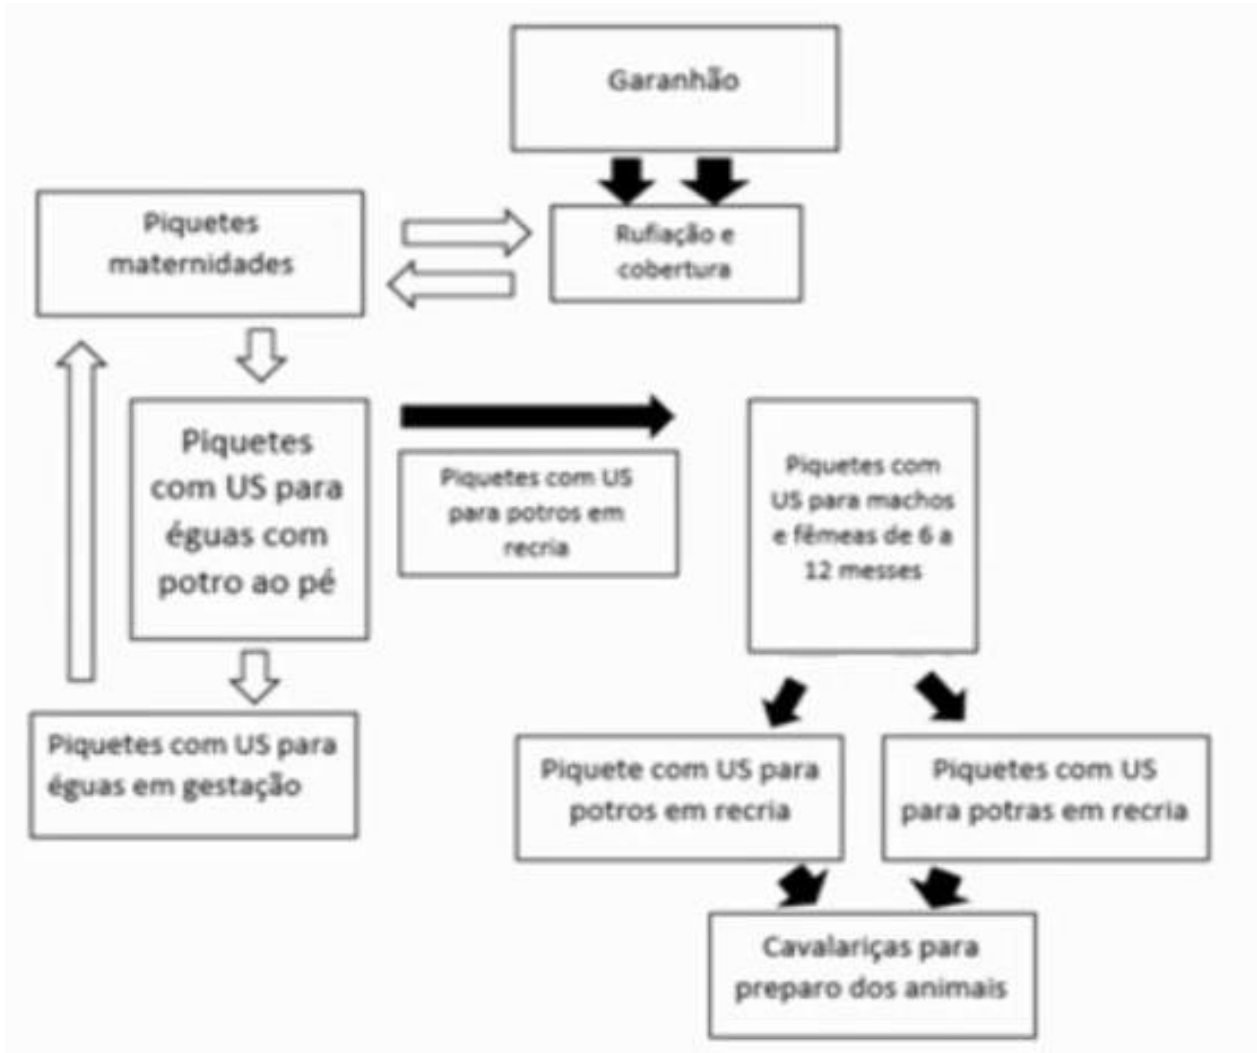 Garanhão
Piquetes
maternidades
Rufiação e
cobertura
Piquetes
com US para
éguas com
potro ao pé
Piquetes com US
para potros em
recria
Piquetes com
US para machos
e fêmeas de 6 a
12 messes
Piquetes com US para
éguas em gestação
Piquete com US para
potros em recria
Piquetes com US
para potras em recria
Cavalariças para
preparo dos animais